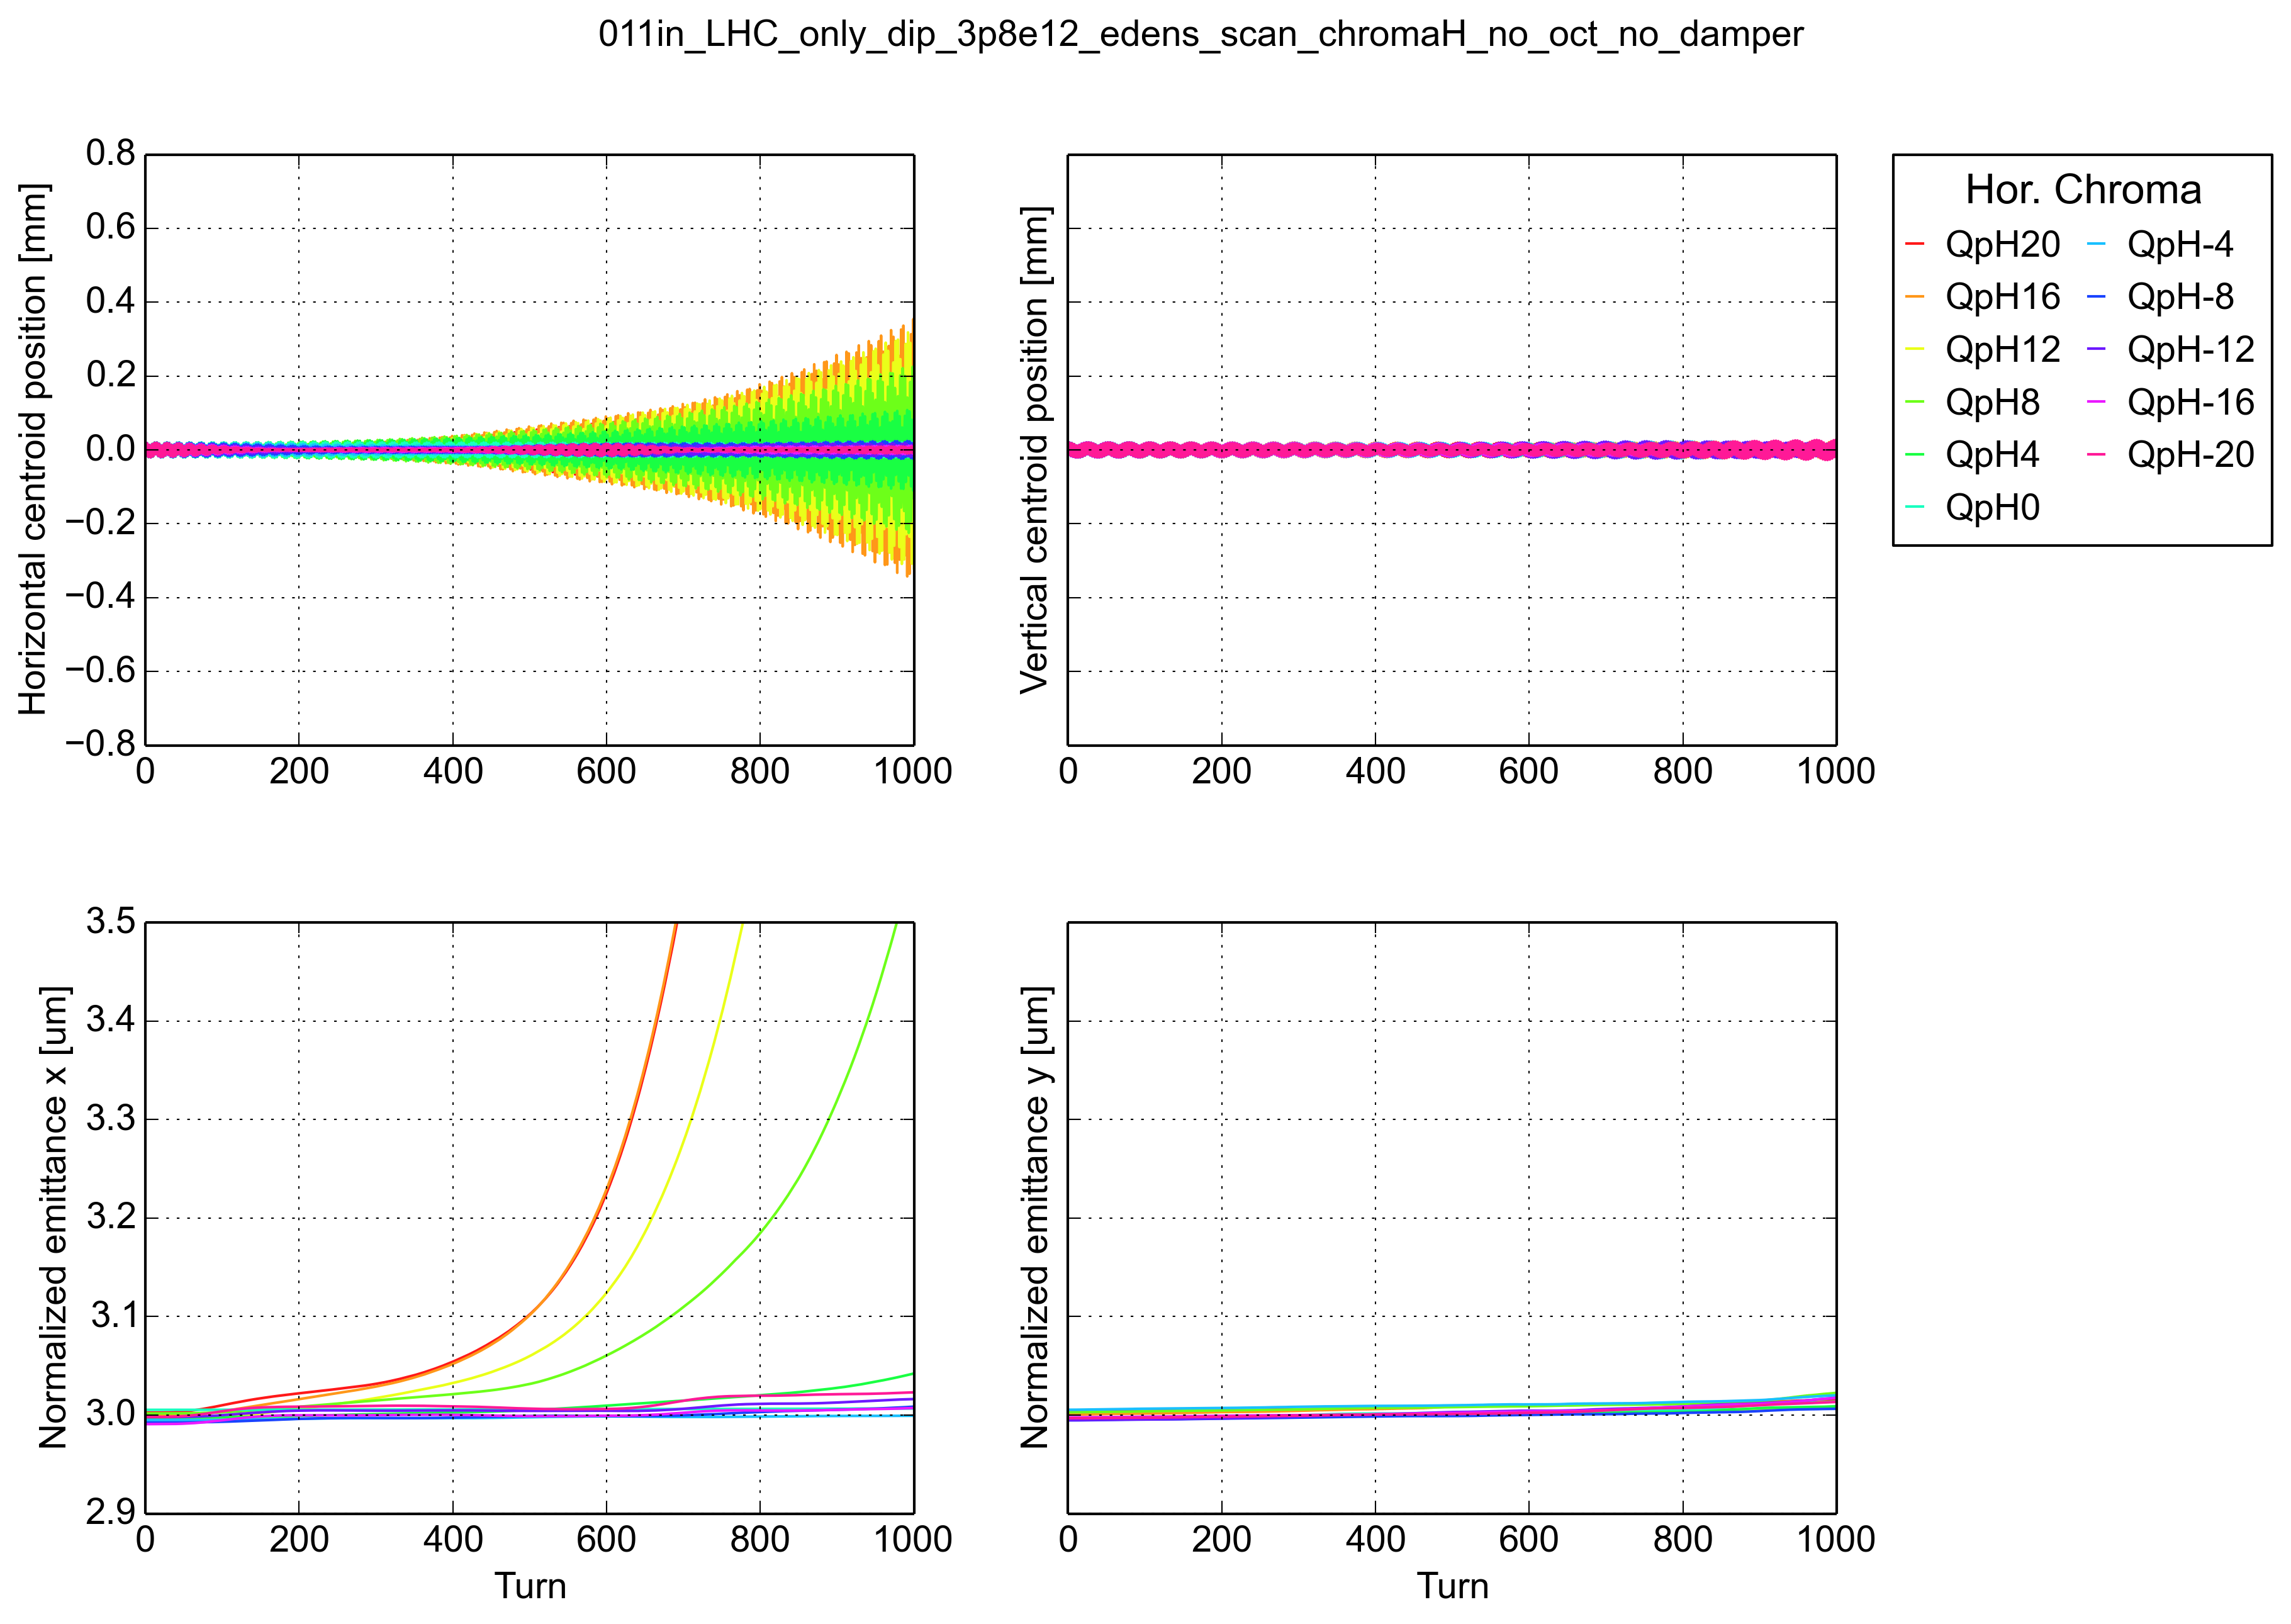 011in_LHC_only_dip_3p8e12_edens_scan_chromaH_no_oct_no_damper
Horizontal centroid position [mm]
0.8
0.6
0.4
0.2
0.0
−0.2
−0.4
−0.6
−0.8
0 200 400 600 800 1000
Vertical centroid position [mm]
0 200 400 600 800 1000
Hor. Chroma
QpH20 QpH-4
QpH16 QpH-8
QpH12 QpH-12
QpH8 QpH-16
QpH4 QpH-20
QpH0
Normalized emittance x [um]
3.5
3.4
3.3
3.2
3.1
3.0
2.9
0 200 400 600 800 1000
Turn
Normalized emittance y [um]
0 200 400 600 800 1000
Turn